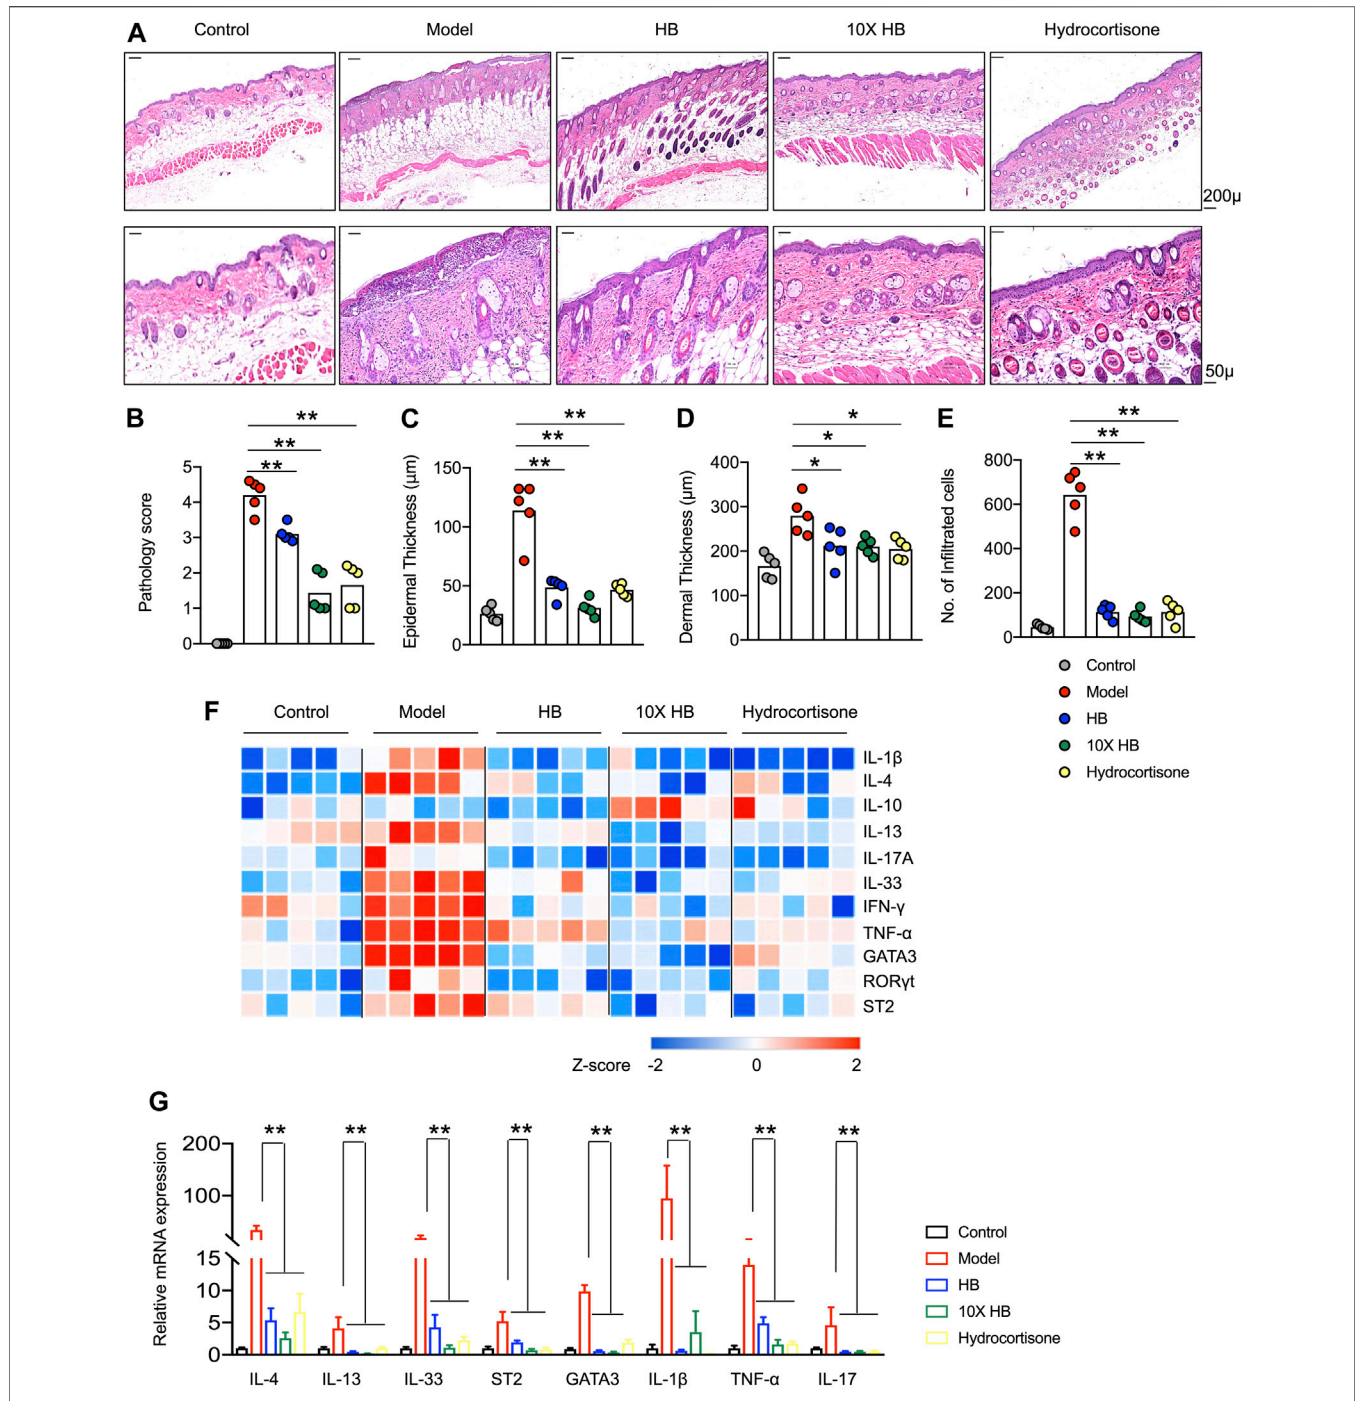 A
Control Model HB 10X HB Hydrocortisone
200μ
50μ
B C D E
** ** **
Pathology score
5
4
3
2
1
0
** ** **
Epidermal Thickness (μm)
150
100
50
0
* * *
Dermal Thickness (μm)
400
300
200
100
0
** ** **
No. of Infiltrated cells
800
600
400
200
0
Control
Model
HB
10X HB
Hydrocortisone
F
Control Model HB 10X HB Hydrocortisone
IL-1β
IL-4
IL-10
IL-13
IL-17A
IL-33
IFN-γ
TNF-α
GATA3
RORγt
ST2
Z-score -2 0 2
G
** ** ** ** ** ** ** **
Relative mRNA expression
200
100
15
10
5
0
IL-4 IL-13 IL-33 ST2 GATA3 IL-1β TNF-α IL-17
Control
Model
HB
10X HB
Hydrocortisone